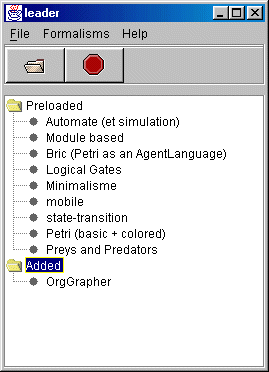 leader
File Formalisms Help
Preloaded
Automate (et simulation)
Module based
Bric (Petri as an AgentLanguage)
Logical Gates
Minimalisme
mobile
state-transition
Petri (basic + colored)
Preys and Predators
Added
OrgGrapher